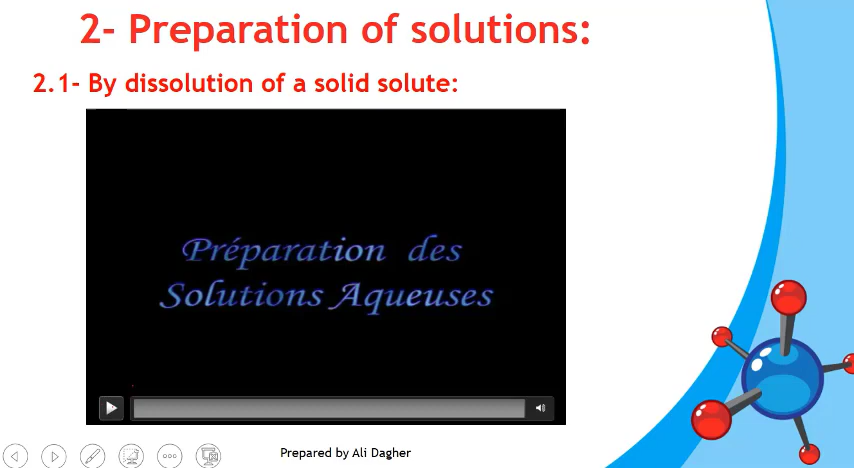 2- Preparation of solutions:
2.1- By dissolution of a solid solute:
Préparation des
Solutions Aqueuses
Prepared by Ali Dagher